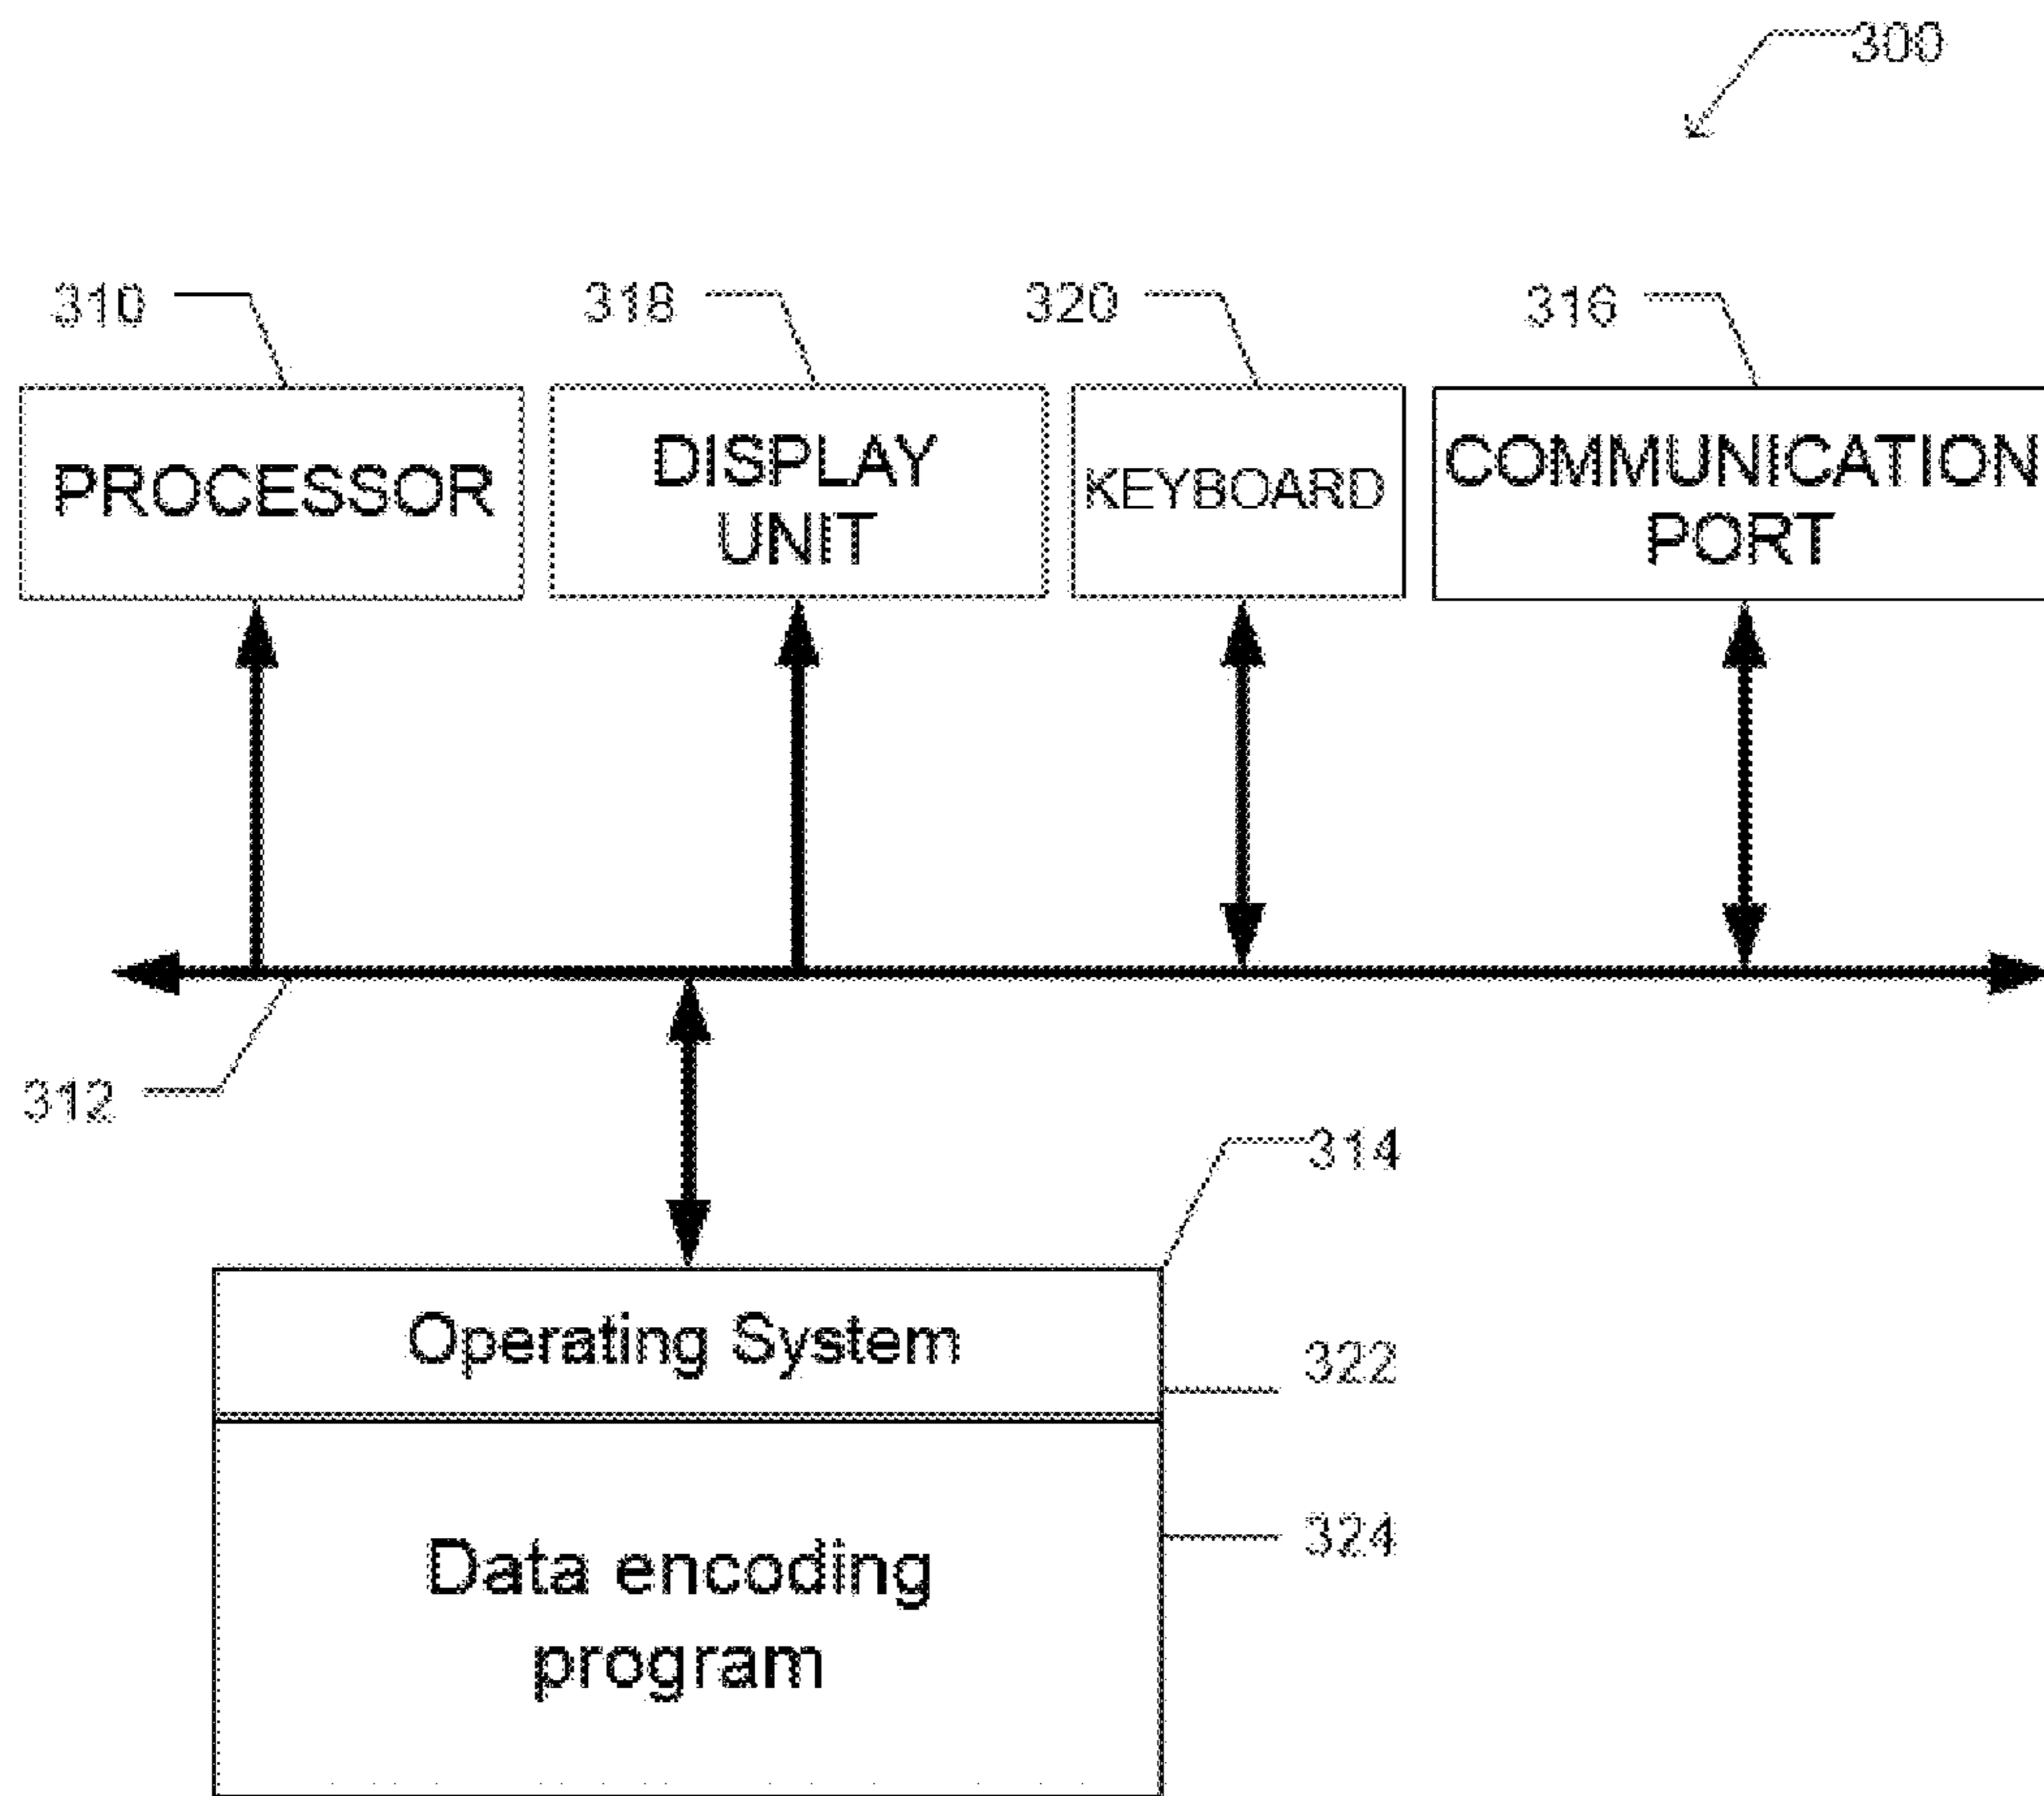 300
310
318
320
316
PROCESSOR
DISPLAY
UNIT
KEYBOARD
COMMUNICATION
PORT
312
314
Operating System
322
Data encoding
program
324